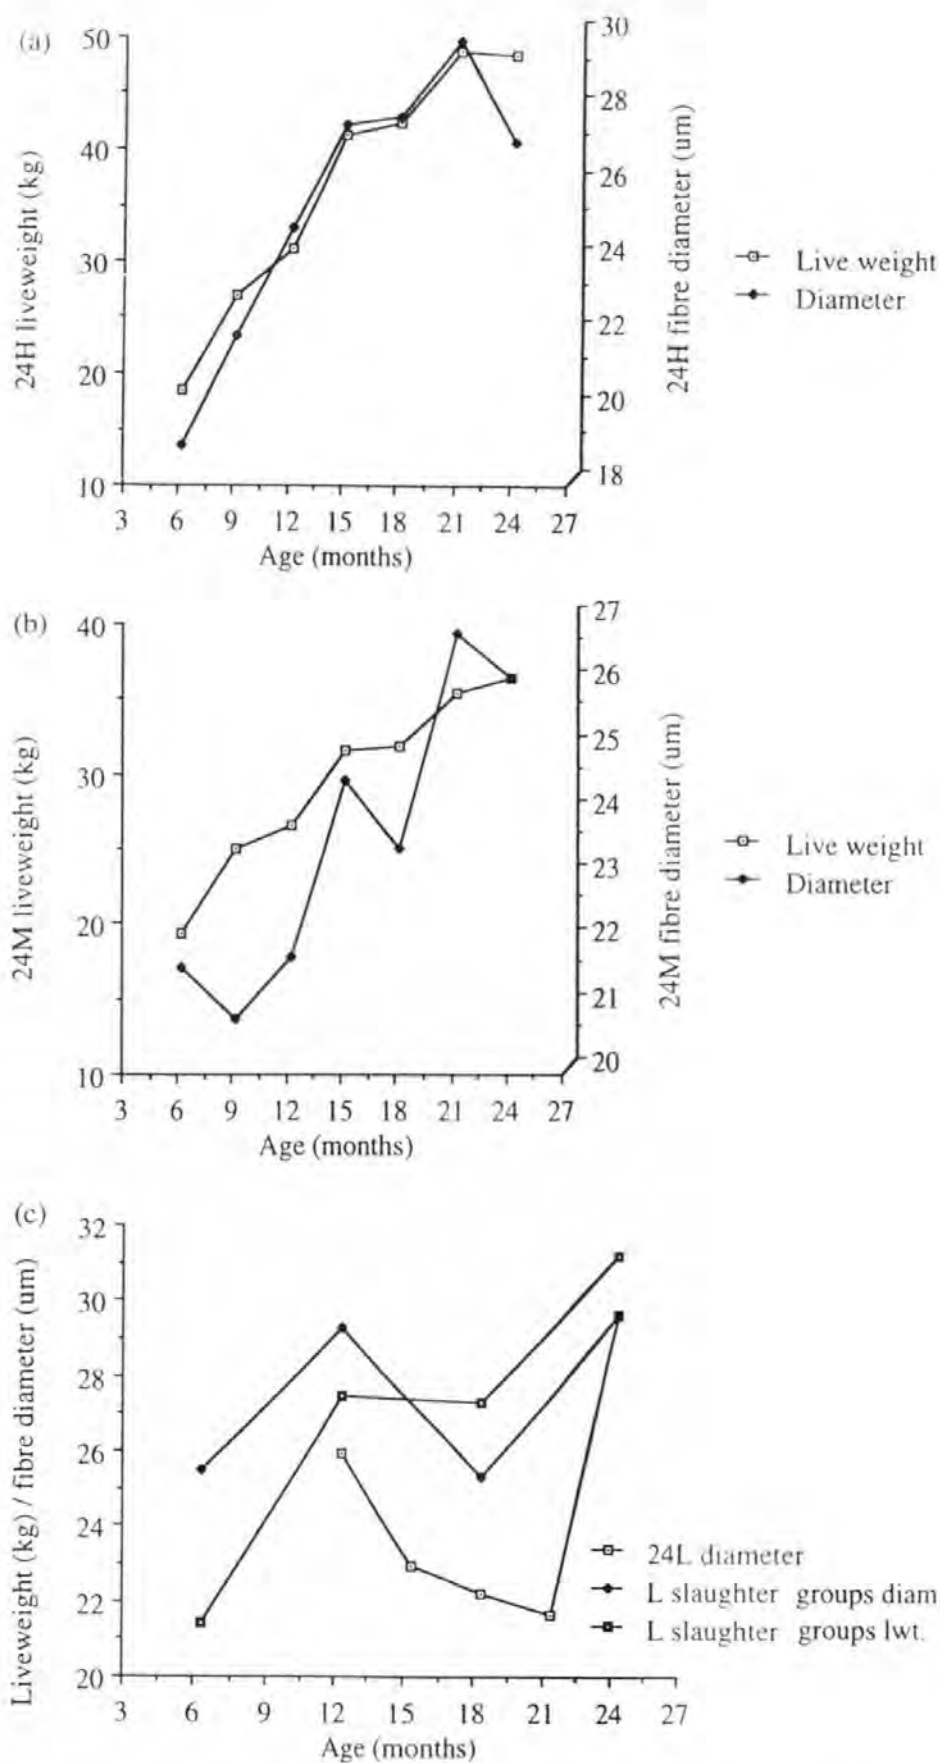 (a)
24H liveweight (kg)
50
40
30
20
10
3 6 9 12 15 18 21 24 27
Age (months)
30
28
26
24
22
20
18
24H fibre diameter (um)
Live weight
Diameter
(b)
24M liveweight (kg)
40
30
20
10
3 6 9 12 15 18 21 24 27
Age (months)
27
26
25
24
23
22
21
20
24M fibre diameter (um)
Live weight
Diameter
(c)
Liveweight (kg) / fibre diameter (um)
32
30
28
26
24
22
20
3 6 9 12 15 18 21 24 27
Age (months)
24L diameter
L slaughter groups diam
L slaughter groups lwt.